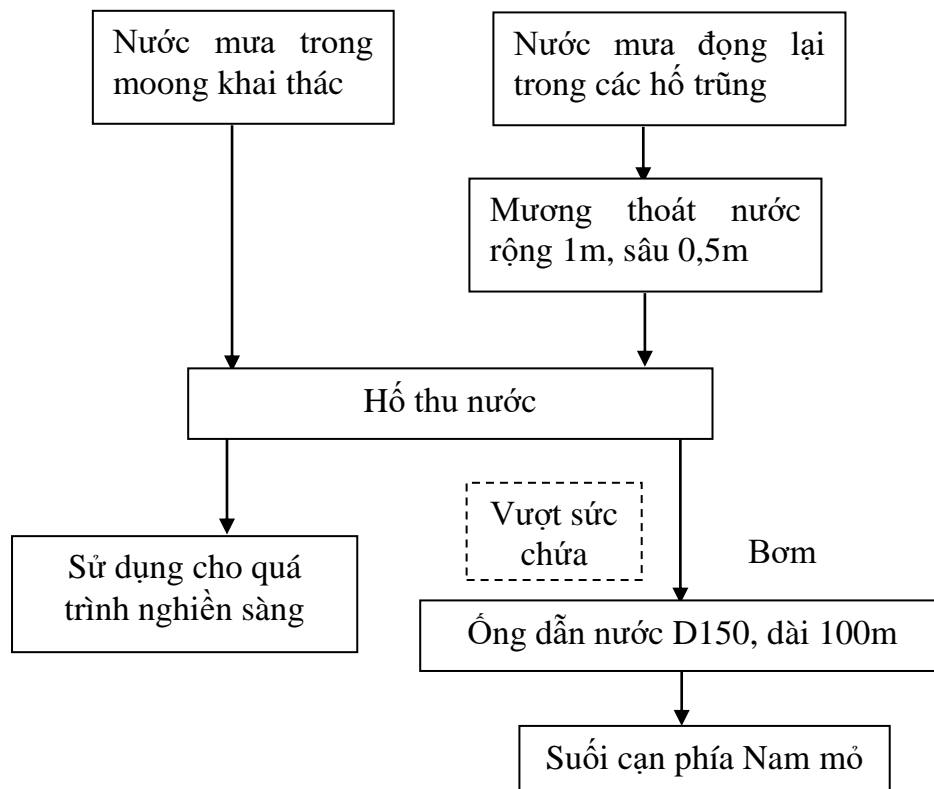 Nước mưa trong
moong khai thác
Nước mưa đọng lại
trong các hố trũng
Mương thoát nước
rộng 1m, sâu 0,5m
Hố thu nước
Vượt sức
chứa
Bơm
Sử dụng cho quá
trình nghiền sàng
Ống dẫn nước D150, dài 100m
Suối cạn phía Nam mỏ